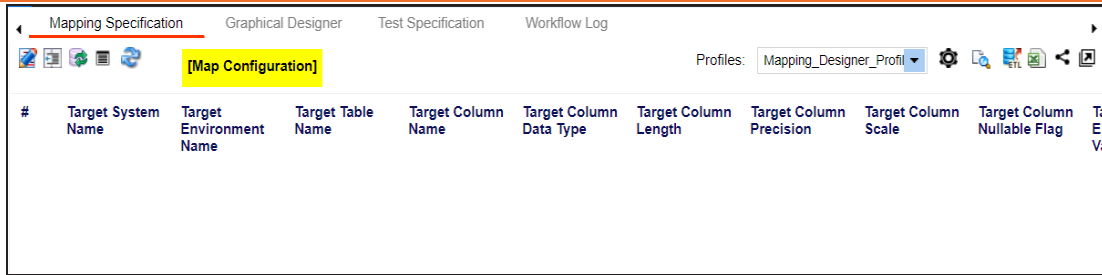 Mapping Specification Graphical Designer Test Specification Workflow Log
[Map Configuration] Profiles: Mapping_Designer_Profil ETL
# Target System Target Target Table Target Column Target Column Target Column Target Column Target Column Target Column Ta
Name Environment Name Name Data Type Length Precision Scale Nullable Flag E
Name V